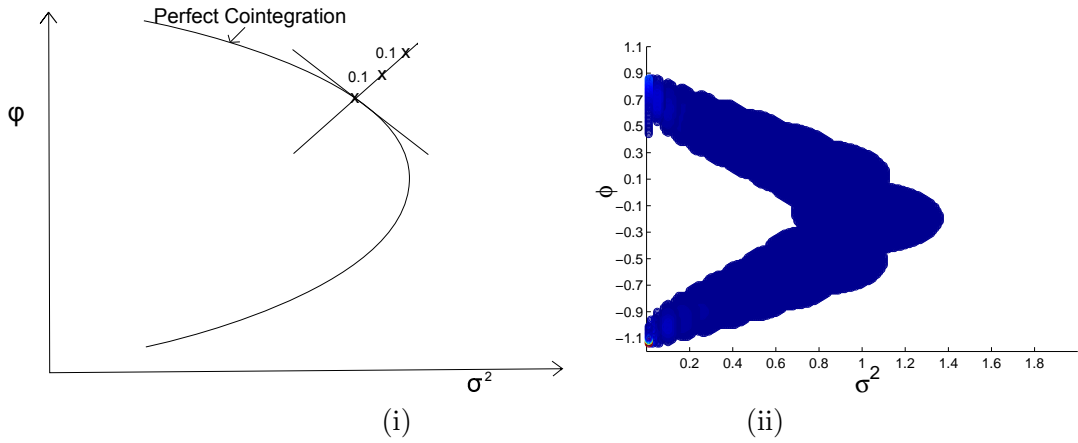 Perfect Cointegration
0.1 x
0.1 x
x
φ
σ²
(i)
1.1
0.9
0.7
0.5
0.3
0.1
−0.1
−0.3
−0.5
−0.7
−0.9
−1.1
ϕ
0.2 0.4 0.6 0.8 1.0 1.2 1.4 1.6 1.8
σ²
(ii)